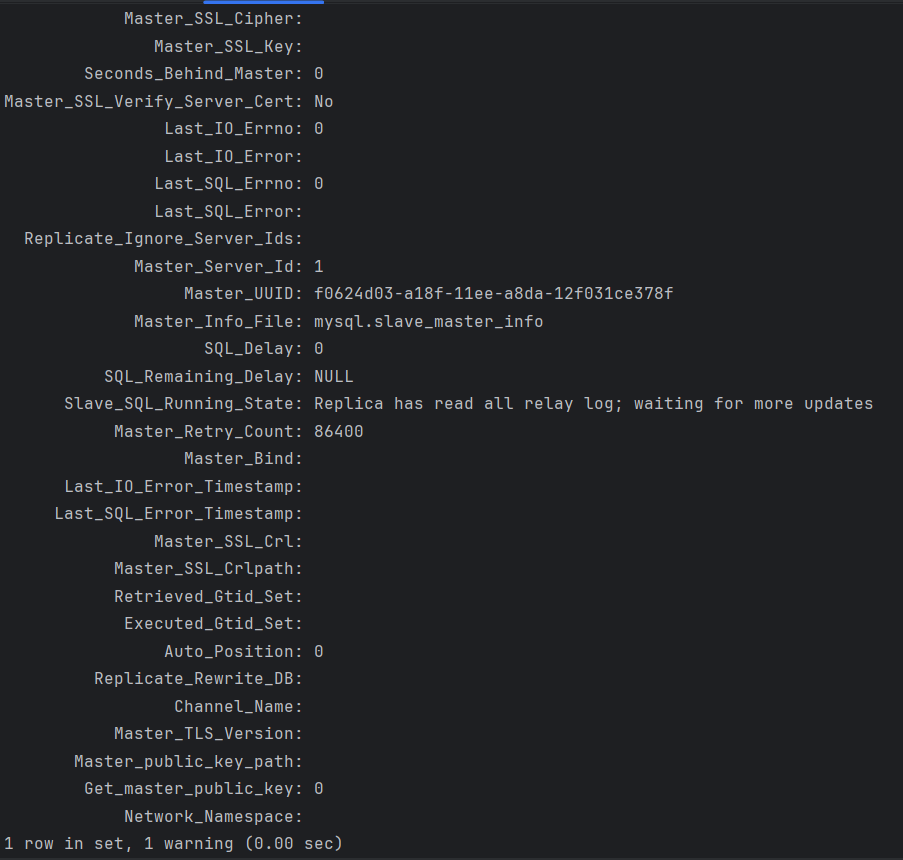 Master_SSL_Cipher:
Master_SSL_Key:
Seconds_Behind_Master: 0
Master_SSL_Verify_Server_Cert: No
Last_IO_Errno: 0
Last_IO_Error:
Last_SQL_Errno: 0
Last_SQL_Error:
Replicate_Ignore_Server_Ids:
Master_Server_Id: 1
Master_UUID: f0624d03-a18f-11ee-a8da-12f031ce378f
Master_Info_File: mysql.slave_master_info
SQL_Delay: 0
SQL_Remaining_Delay: NULL
Slave_SQL_Running_State: Replica has read all relay log; waiting for more updates
Master_Retry_Count: 86400
Master_Bind:
Last_IO_Error_Timestamp:
Last_SQL_Error_Timestamp:
Master_SSL_Crl:
Master_SSL_Crlpath:
Retrieved_Gtid_Set:
Executed_Gtid_Set:
Auto_Position: 0
Replicate_Rewrite_DB:
Channel_Name:
Master_TLS_Version:
Master_public_key_path:
Get_master_public_key: 0
Network_Namespace:
1 row in set, 1 warning (0.00 sec)